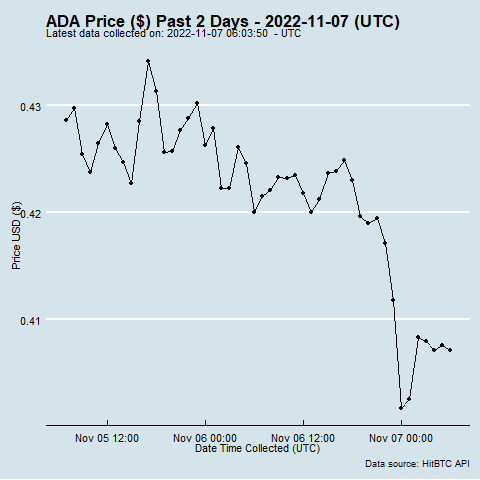 ADA Price ($) Past 2 Days - 2022-11-07 (UTC)
Latest data collected on: 2022-11-07 06:03:50  - UTC
0.43
0.42
0.41
Price USD ($)
Nov 05 12:00
Nov 06 00:00
Nov 06 12:00
Nov 07 00:00
Date Time Collected (UTC)
Data source: HitBTC API